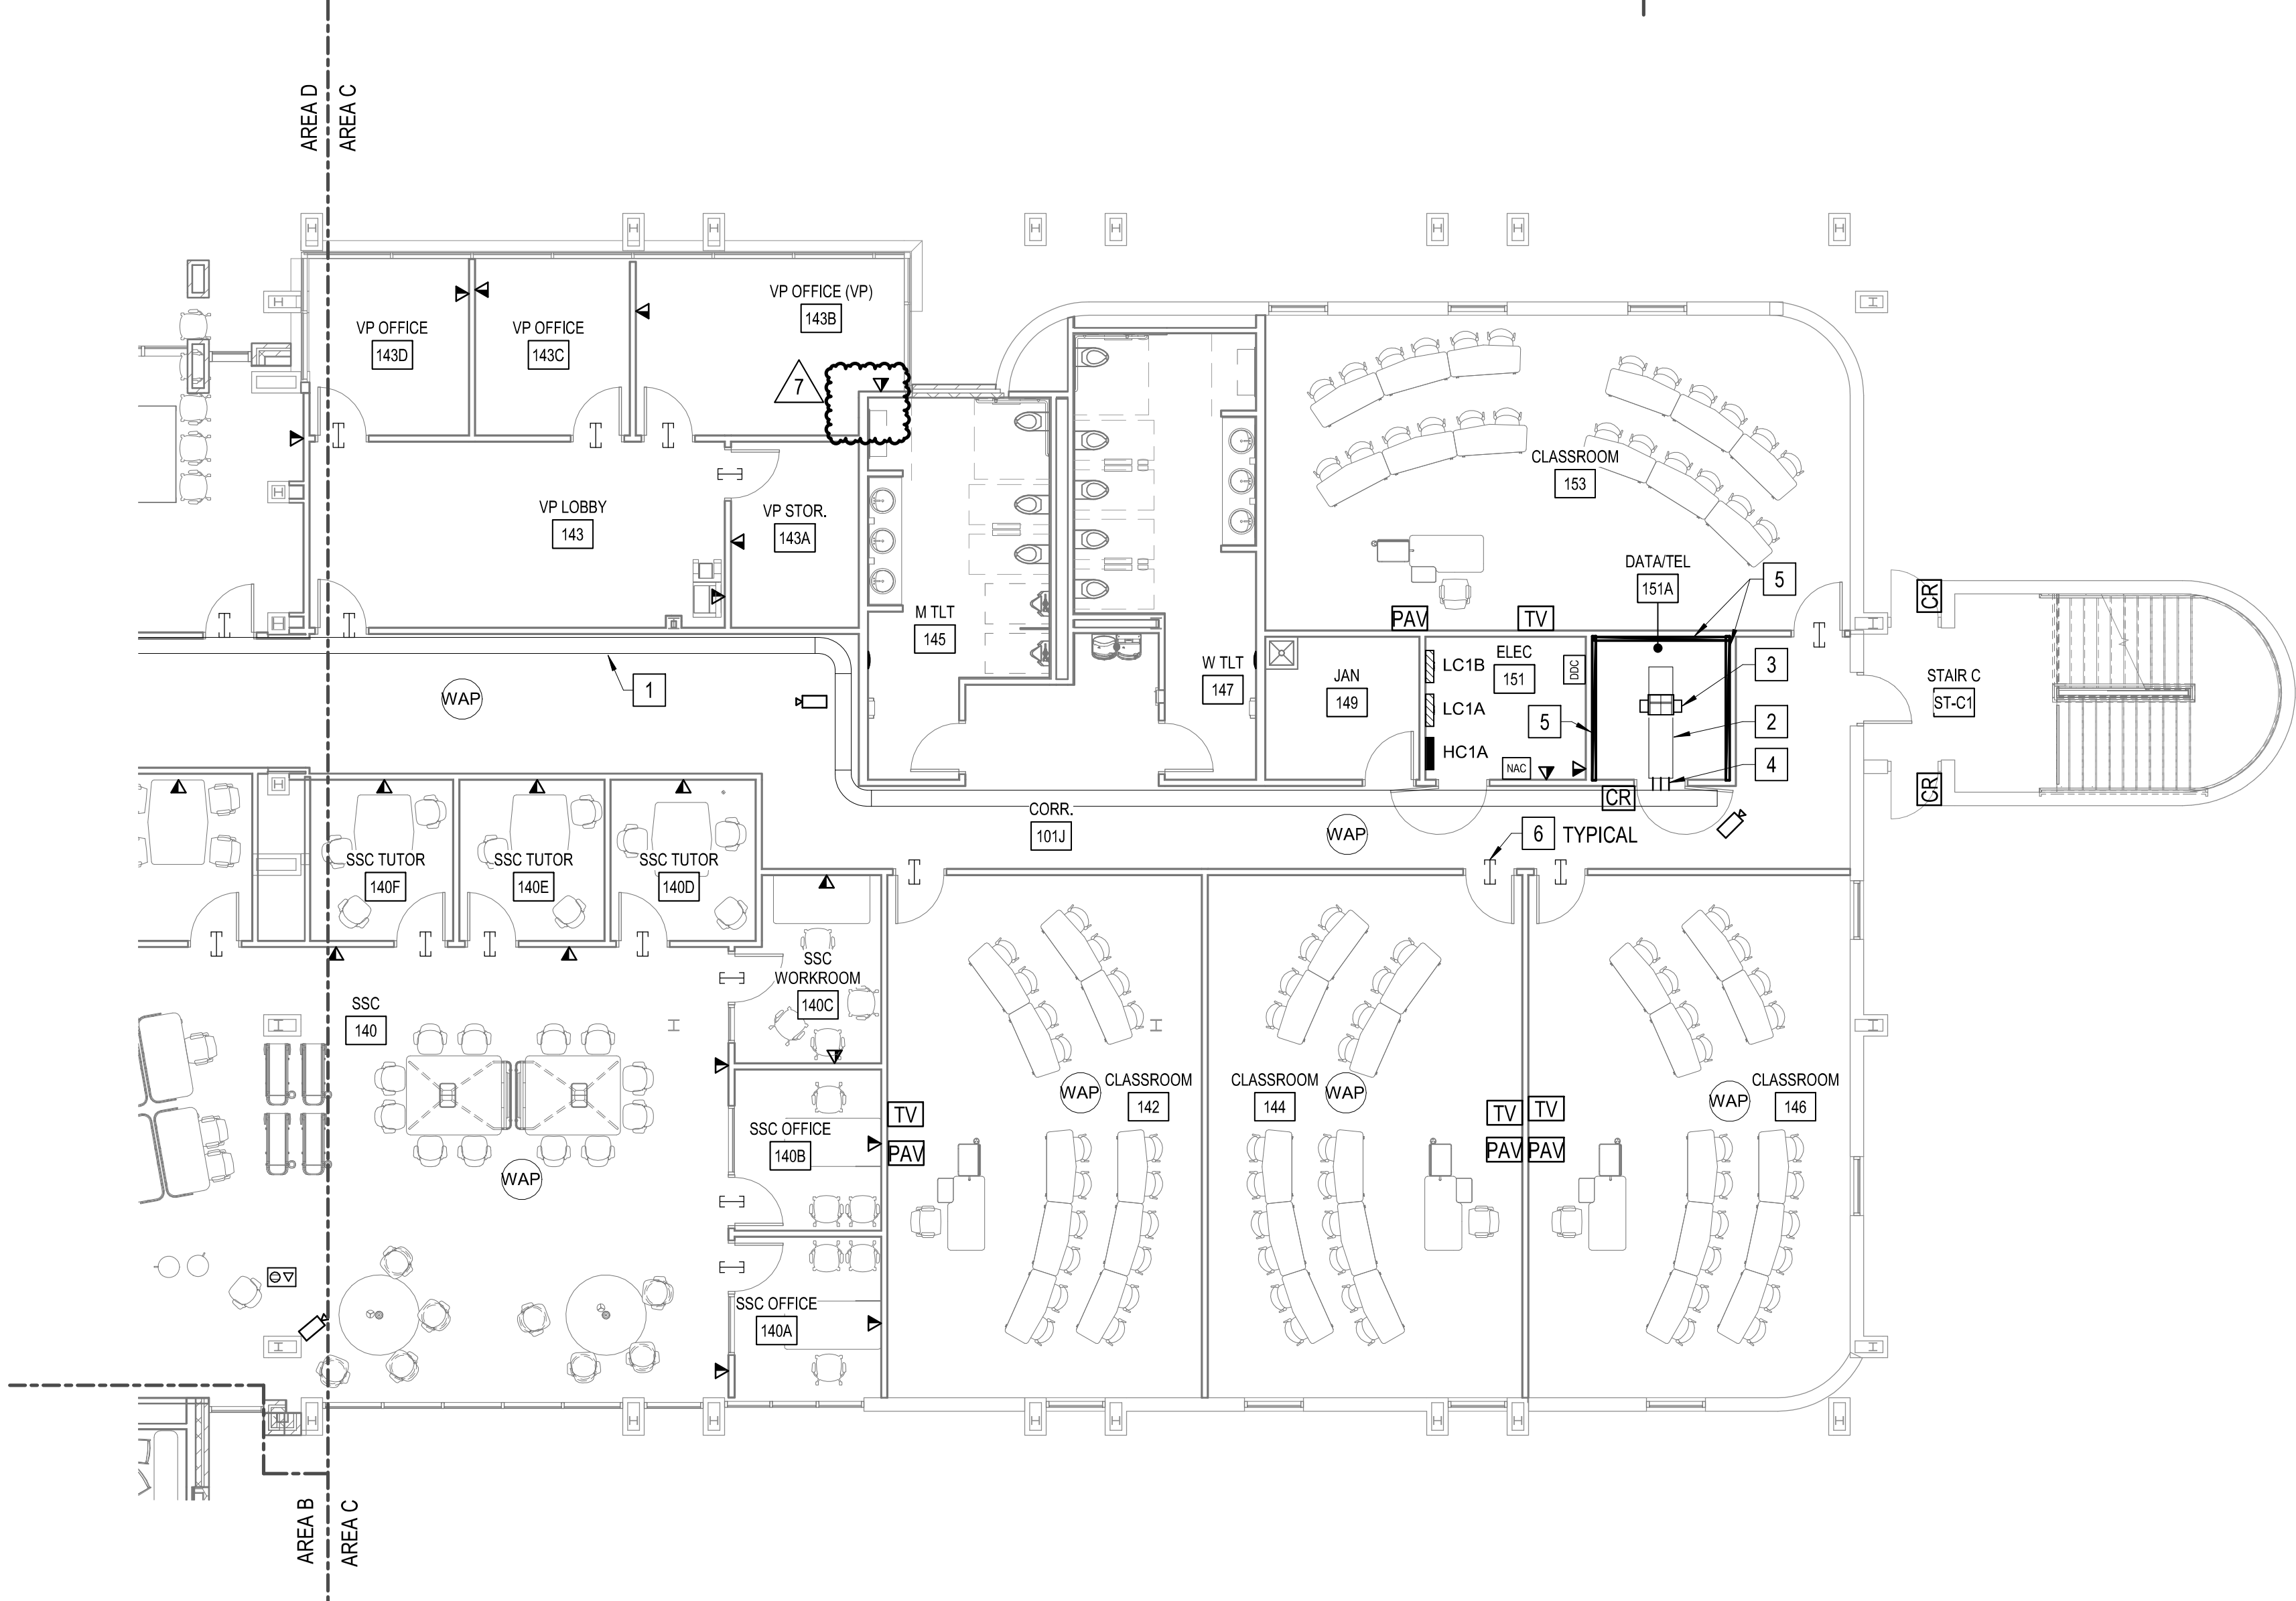 AREA D
AREA C
VP OFFICE (VP)
143B
VP OFFICE
143D
VP OFFICE
143C
7
CLASSROOM
153
VP LOBBY
143
VP STOR.
143A
DATA/TEL
151A
5
CR
M TLT
145
PAV
TV
W TLT
147
JAN
149
LC1B
ELEC
151
DDC
3
STAIR C
ST-C1
1
WAP
LC1A
5
2
HC1A
NAC
4
CR
CR
CORR.
101J
WAP
6 TYPICAL
SSC TUTOR
140F
SSC TUTOR
140E
SSC TUTOR
140D
SSC
WORKROOM
140C
SSC
140
WAP
CLASSROOM
142
CLASSROOM
144
WAP
WAP
CLASSROOM
146
TV
TV
TV
SSC OFFICE
140B
PAV
PAV
PAV
WAP
SSC OFFICE
140A
AREA B
AREA C